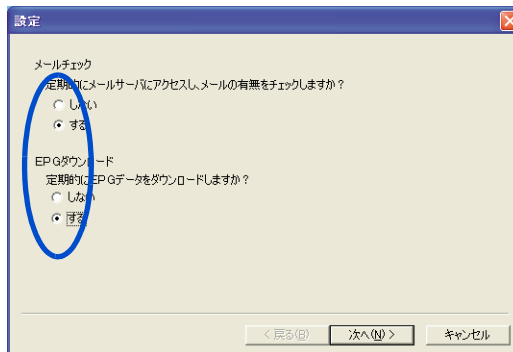 設定
メールチェック
定期的にメールサーバにアクセスし、メールの有無をチェックしますか？
しない
する
EPGダウンロード
定期的にEPGデータをダウンロードしますか？
しない
する
< 戻る(B)
次へ(N) >
キャンセル